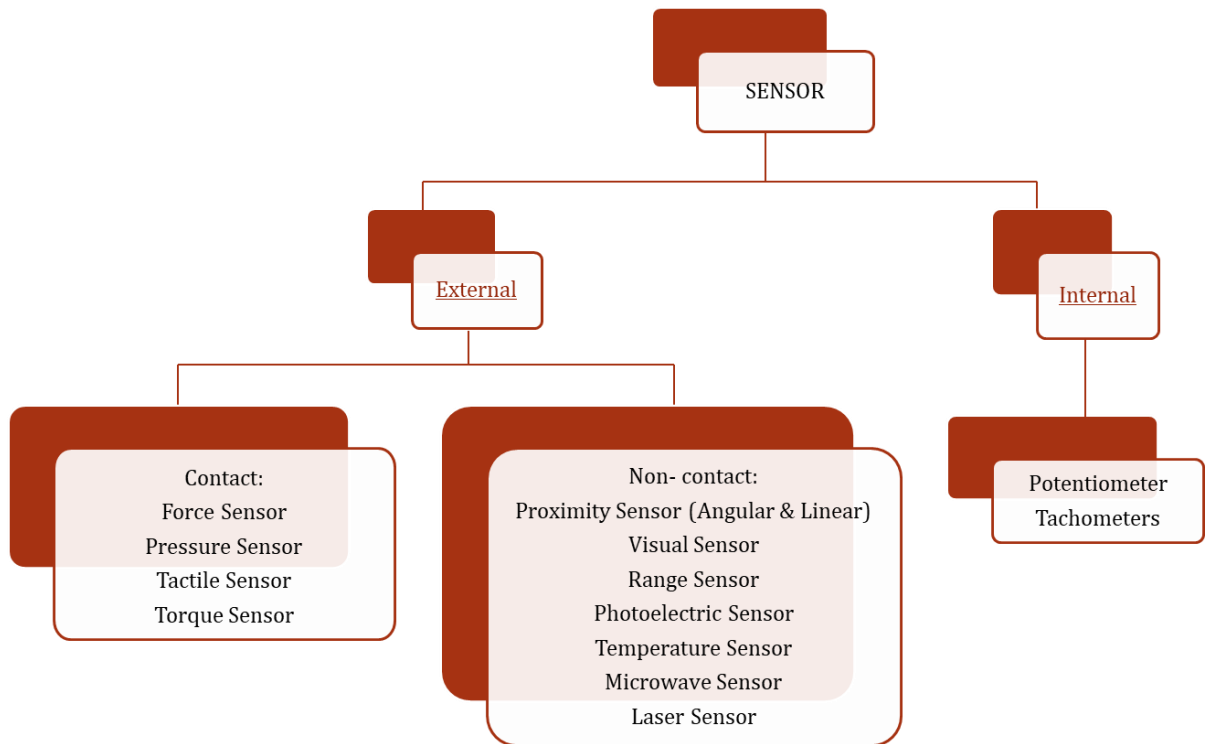 SENSOR
External
Internal
Contact:
Force Sensor
Pressure Sensor
Tactile Sensor
Torque Sensor
Non- contact:
Proximity Sensor (Angular & Linear)
Visual Sensor
Range Sensor
Photoelectric Sensor
Temperature Sensor
Microwave Sensor
Laser Sensor
Potentiometer
Tachometers